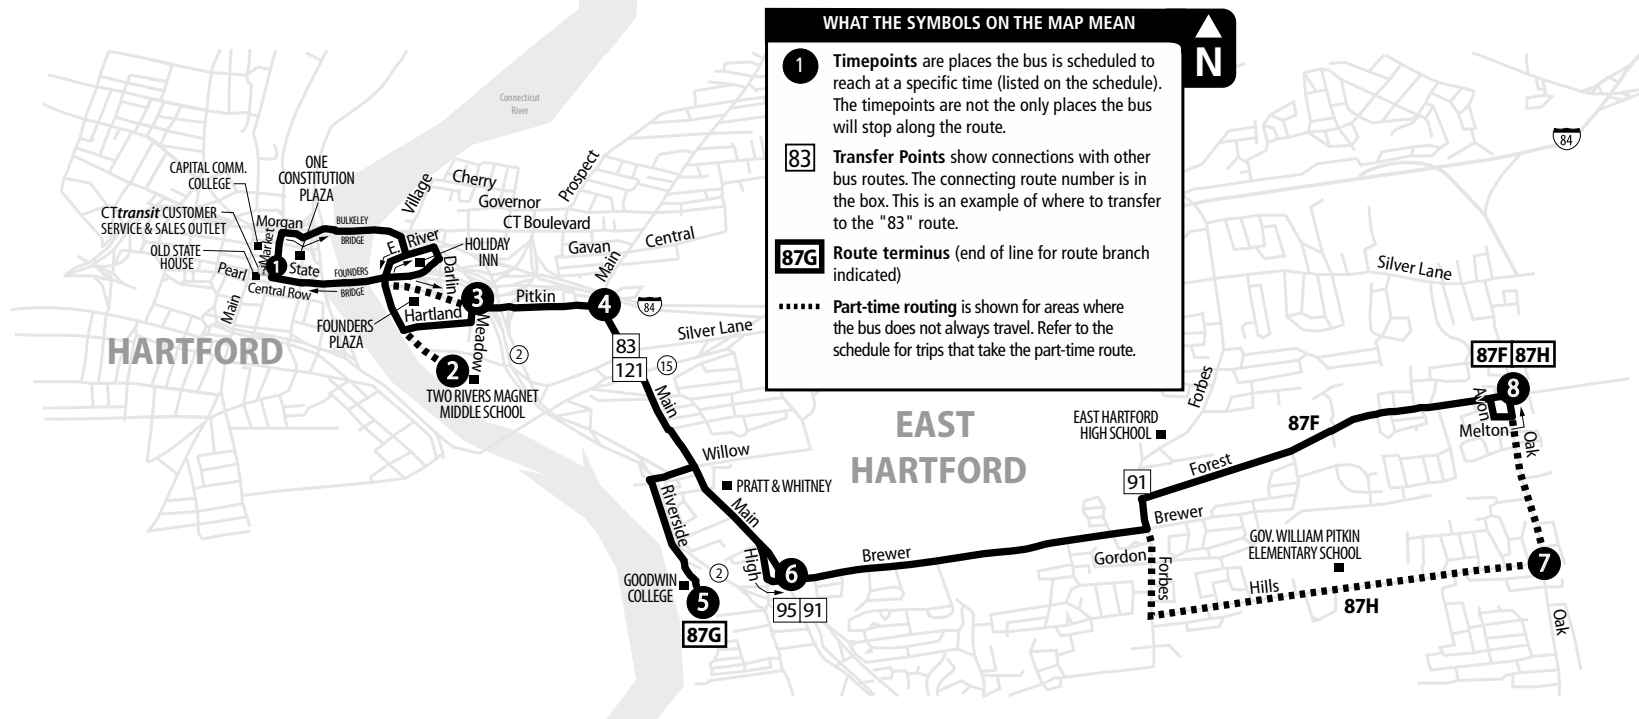 WHAT THE SYMBOLS ON THE MAP MEAN
N
1
Timepoints are places the bus is scheduled to
reach at a specific time (listed on the schedule).
The timepoints are not the only places the bus
will stop along the route.
83
Transfer Points show connections with other
bus routes. The connecting route number is in
the box. This is an example of where to transfer
to the "83" route.
87G
Route terminus (end of line for route branch
indicated)
Part-time routing is shown for areas where
the bus does not always travel. Refer to the
schedule for trips that take the part-time route.
Connecticut
River
84
CAPITAL COMM.
COLLEGE
ONE
CONSTITUTION
PLAZA
CTtransit CUSTOMER
SERVICE & SALES OUTLET
OLD STATE
HOUSE
Morgan
Market
BULKELEY
BRIDGE
1
State
Pearl
Central Row
FOUNDERS
BRIDGE
Main
HARTFORD
Village
Cherry
Governor
CT Boulevard
Prospect
Gavan
Main
Central
E. River
HOLIDAY
INN
Darlin
FOUNDERS
PLAZA
Hartland
3
Pitkin
4
84
Meadow
2
2
TWO RIVERS MAGNET
MIDDLE SCHOOL
Silver Lane
83
121
15
Main
Willow
PRATT & WHITNEY
Riverside
Main
High
2
GOODWIN
COLLEGE
5
87G
6
95
91
Brewer
EAST
HARTFORD
Silver Lane
Forbes
EAST HARTFORD
HIGH SCHOOL
91
Forest
87F
Brewer
Gordon
Forbes
GOV. WILLIAM PITKIN
ELEMENTARY SCHOOL
Hills
87H
87F
87H
8
Avon
Melton
Oak
7
Oak